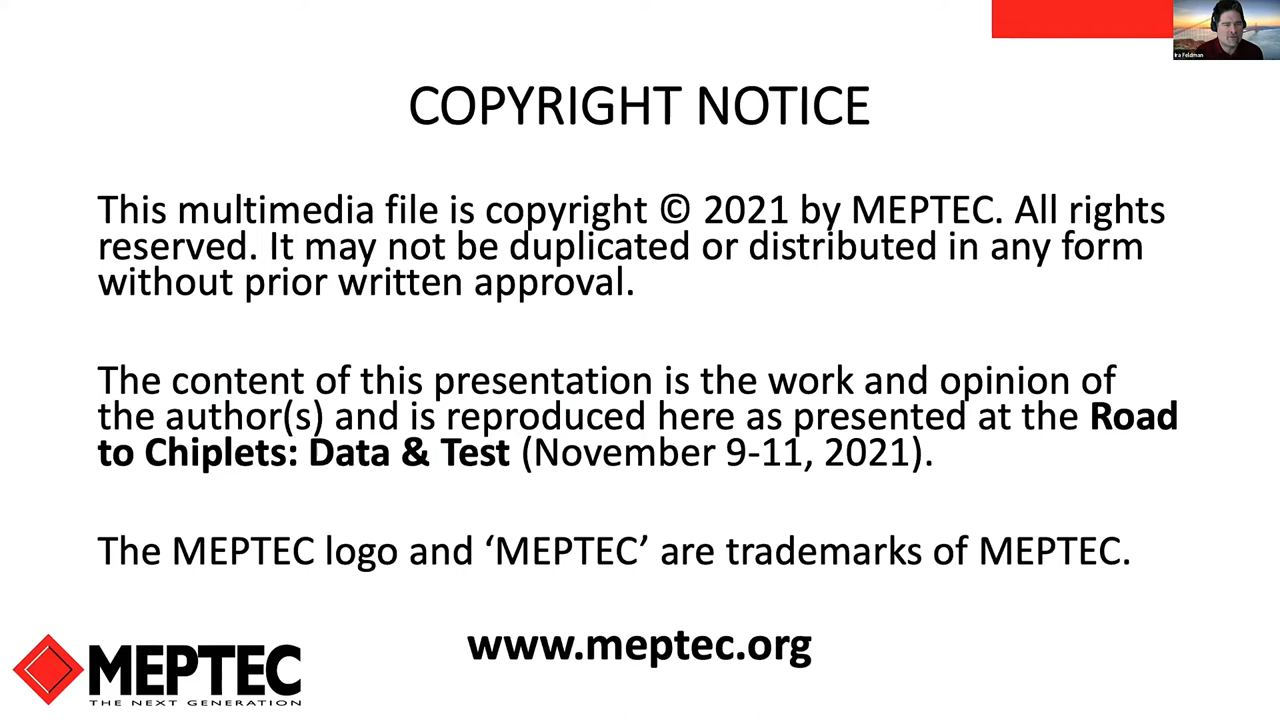 Ira Feldman
COPYRIGHT NOTICE
This multimedia file is copyright © 2021 by MEPTEC. All rights
reserved. It may not be duplicated or distributed in any form
without prior written approval.
The content of this presentation is the work and opinion of
the author(s) and is reproduced here as presented at the Road
to Chiplets: Data & Test (November 9-11, 2021).
The MEPTEC logo and ‘MEPTEC’ are trademarks of MEPTEC.
www.meptec.org
MEPTEC
THE NEXT GENERATION